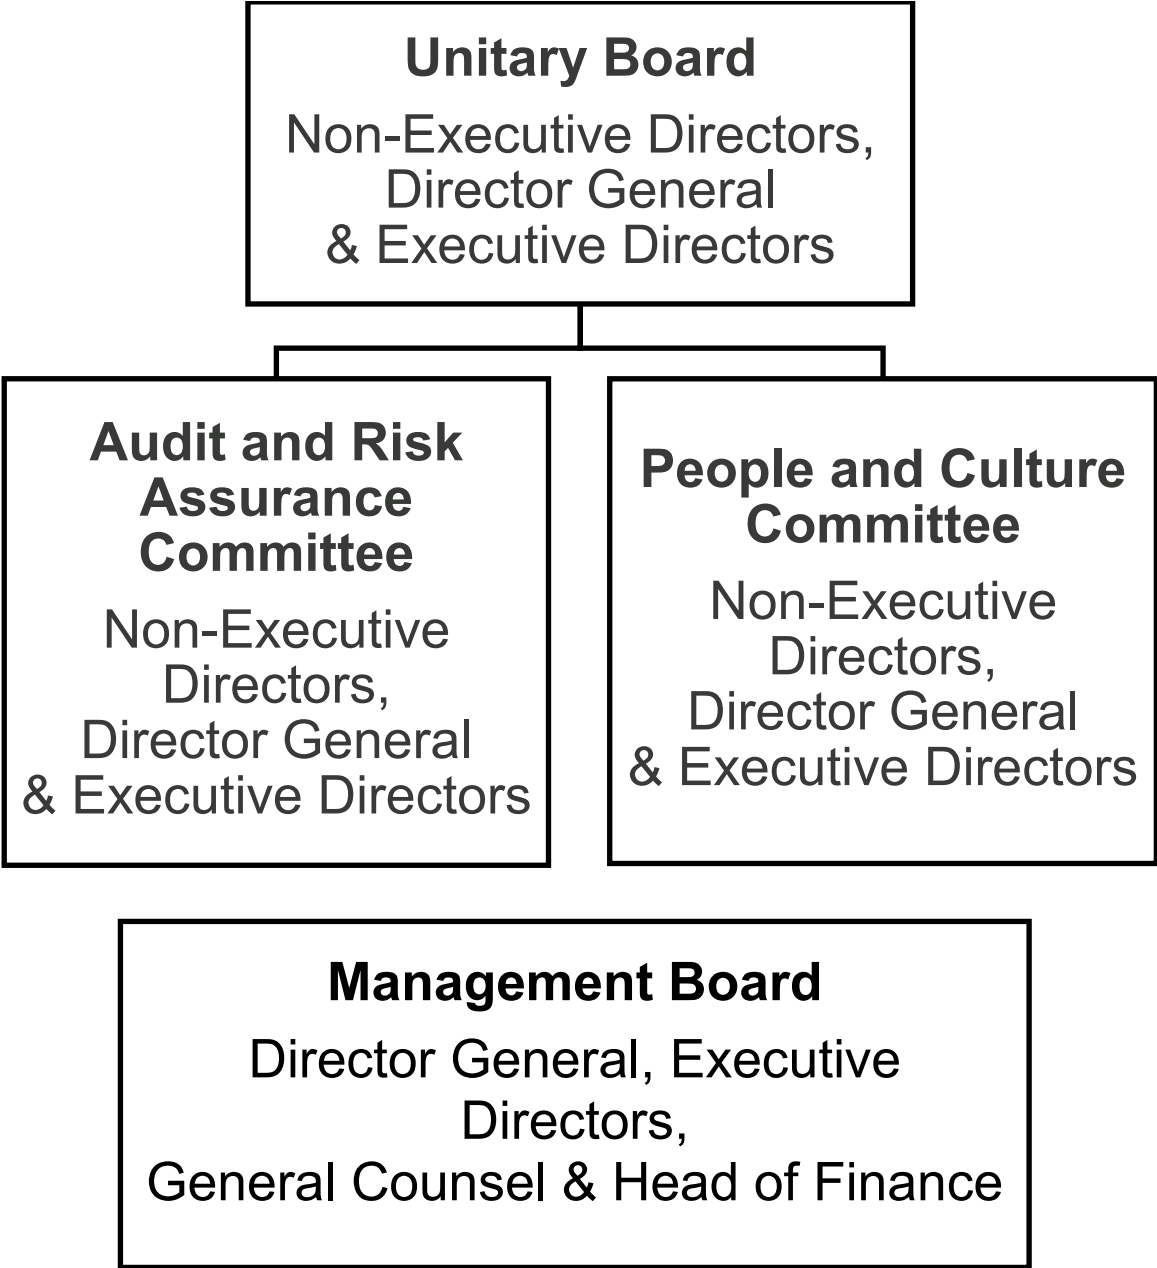 Unitary Board
Non-Executive Directors,
Director General
& Executive Directors
Audit and Risk
Assurance
Committee
Non-Executive
Directors,
Director General
& Executive Directors
People and Culture
Committee
Non-Executive
Directors,
Director General
& Executive Directors
Management Board
Director General, Executive
Directors,
General Counsel & Head of Finance